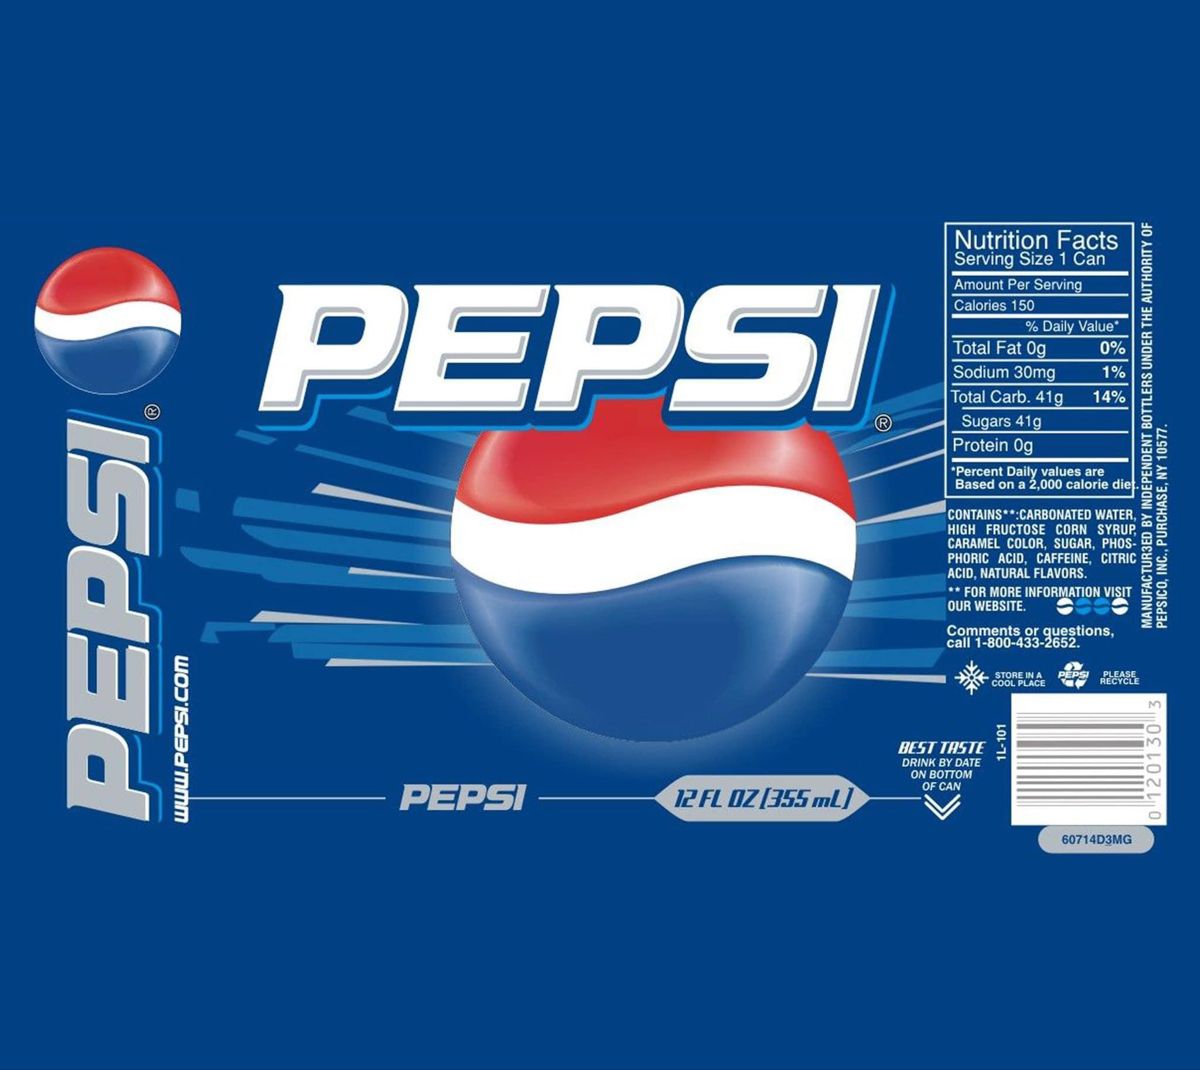 PEPSI
®
www.pepsi.com
PEPSI
®
PEPSI
12 FL OZ (355 mL)
Nutrition Facts
Serving Size 1 Can
Amount Per Serving
Calories 150
% Daily Value*
Total Fat 0g 0%
Sodium 30mg 1%
Total Carb. 41g 14%
Sugars 41g
Protein 0g
*Percent Daily values are
Based on a 2,000 calorie diet.
CONTAINS**:CARBONATED WATER,
HIGH FRUCTOSE CORN SYRUP,
CARAMEL COLOR, SUGAR, PHOS-
PHORIC ACID, CAFFEINE, CITRIC
ACID, NATURAL FLAVORS.
** FOR MORE INFORMATION VISIT
OUR WEBSITE.
Comments or questions,
call 1-800-433-2652.
STORE IN A
COOL PLACE
PEPSI
PLEASE
RECYCLE
BEST TASTE
DRINK BY DATE
ON BOTTOM
OF CAN
1L-101
0 120130 3
60714D3MG
MANUFACTUR3ED BY INDEPENDENT BOTTLERS UNDER THE AUTHORITY OF
PEPSICO, INC., PURCHASE, NY 10577.